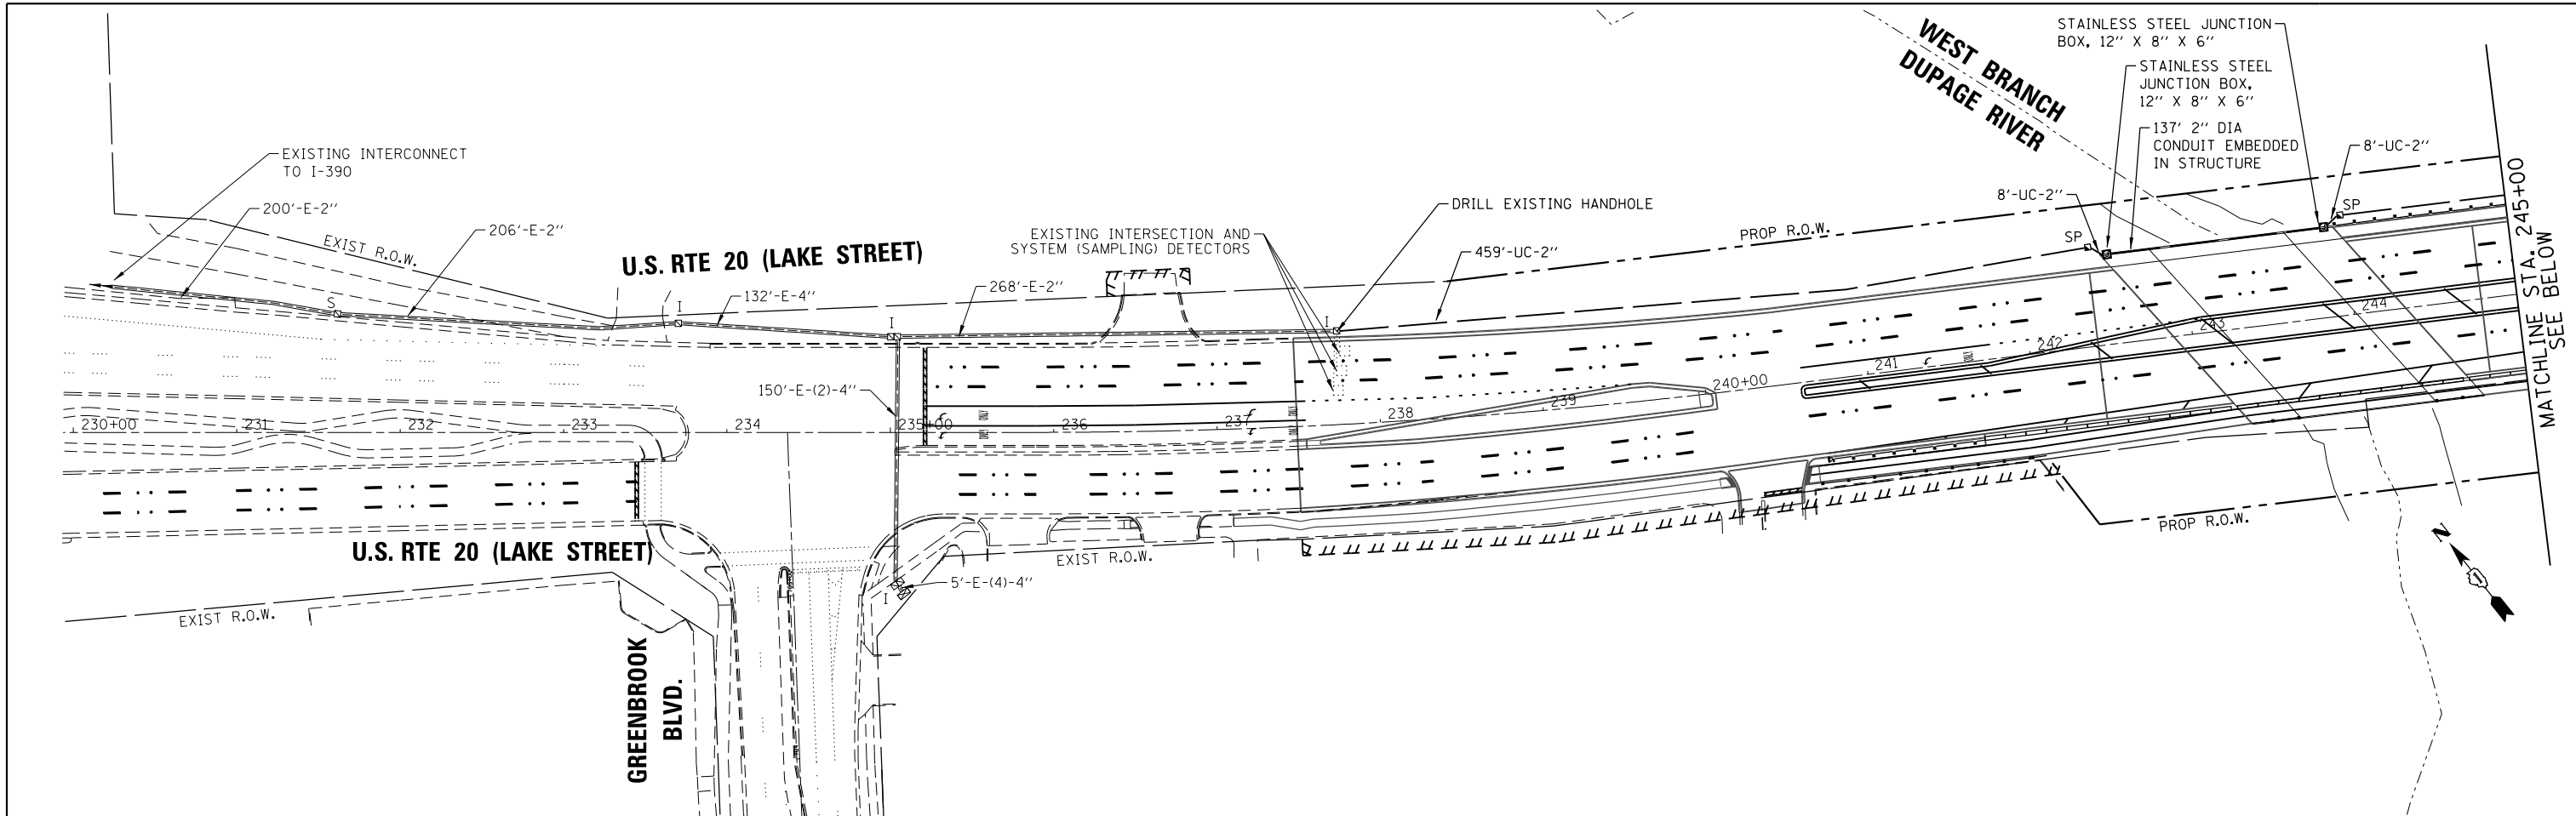 STAINLESS STEEL JUNCTION
BOX, 12'' X 8'' X 6''
WEST BRANCH
DUPAGE RIVER
STAINLESS STEEL
JUNCTION BOX,
12'' X 8'' X 6''
137' 2'' DIA
CONDUIT EMBEDDED
IN STRUCTURE
8'-UC-2''
EXISTING INTERCONNECT
TO I-390
200'-E-2''
206'-E-2''
EXIST R.O.W.
U.S. RTE 20 (LAKE STREET)
132'-E-4''
268'-E-2''
EXISTING INTERSECTION AND
SYSTEM (SAMPLING) DETECTORS
DRILL EXISTING HANDHOLE
459'-UC-2''
PROP R.O.W.
8'-UC-2''
SP
SP
S
I
I
I
MATCHLINE STA. 245+00
SEE BELOW
150'-E-(2)-4''
230+00
231
232
233
234
235+00
236
237
238
239
240+00
241
242
243
244
U.S. RTE 20 (LAKE STREET)
EXIST R.O.W.
EXIST R.O.W.
5'-E-(4)-4''
I
PROP R.O.W.
N
GREENBROOK
BLVD.